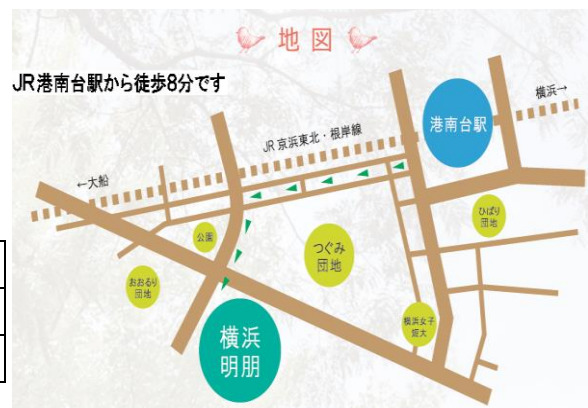 地図
JR港南台駅から徒歩8分です
横浜→
港南台駅
JR京浜東北・根岸線
←大船
ひばり
団地
公園
つぐみ
団地
おおるり
団地
横浜女子
短大
横浜
明朋